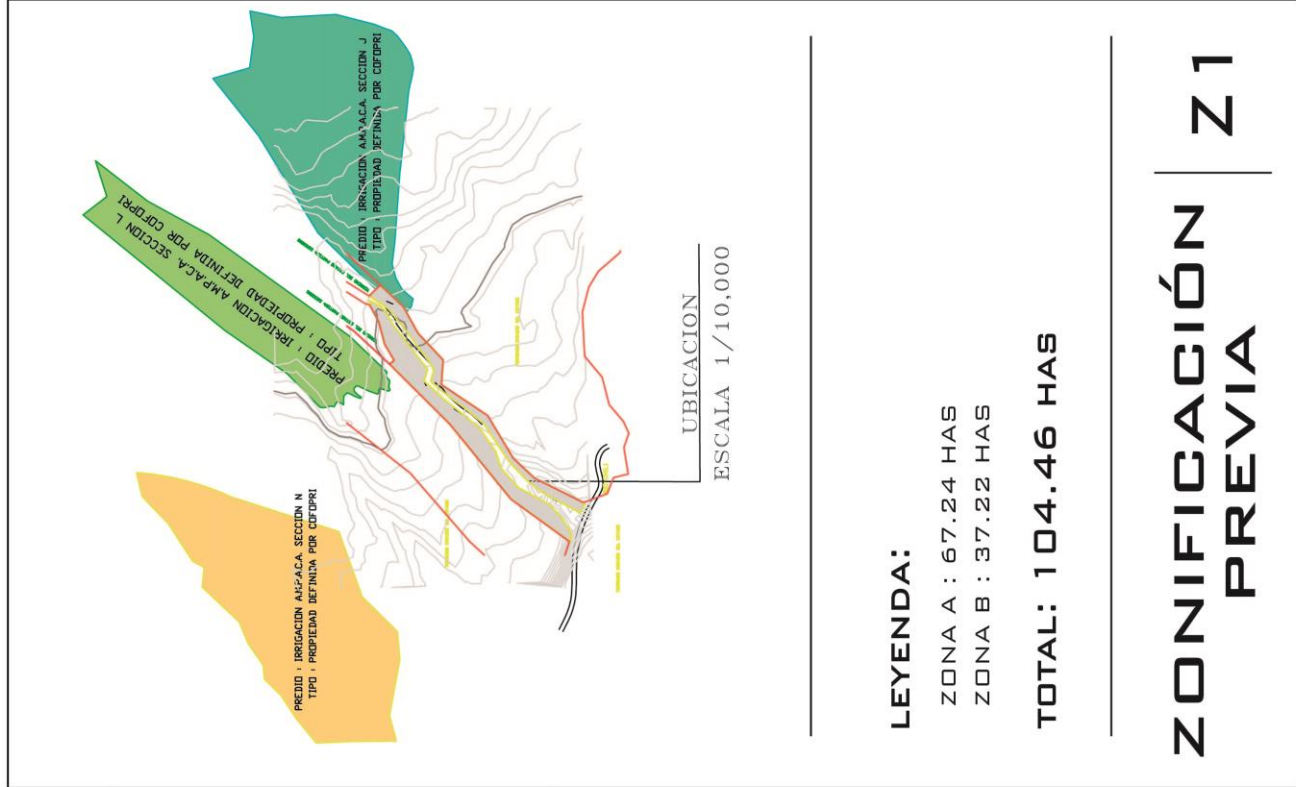 PREDIO : IRRIGACION A.M.P.A.C.A. SECCION N
TIPO : PROPIEDAD DEFINIDA POR COFOPRI
PREDIO : IRRIGACION A.M.P.A.C.A. SECCION L
TIPO : PROPIEDAD DEFINIDA POR COFOPRI
PREDIO : IRRIGACION A.M.P.A.C.A. SECCION J
TIPO : PROPIEDAD DEFINIDA POR COFOPRI
UBICACION
ESCALA 1/10,000
LEYENDA:
ZONA A : 67.24 HAS
ZONA B : 37.22 HAS
TOTAL: 104.46 HAS
ZONIFICACIÓN
PREVIA
Z 1